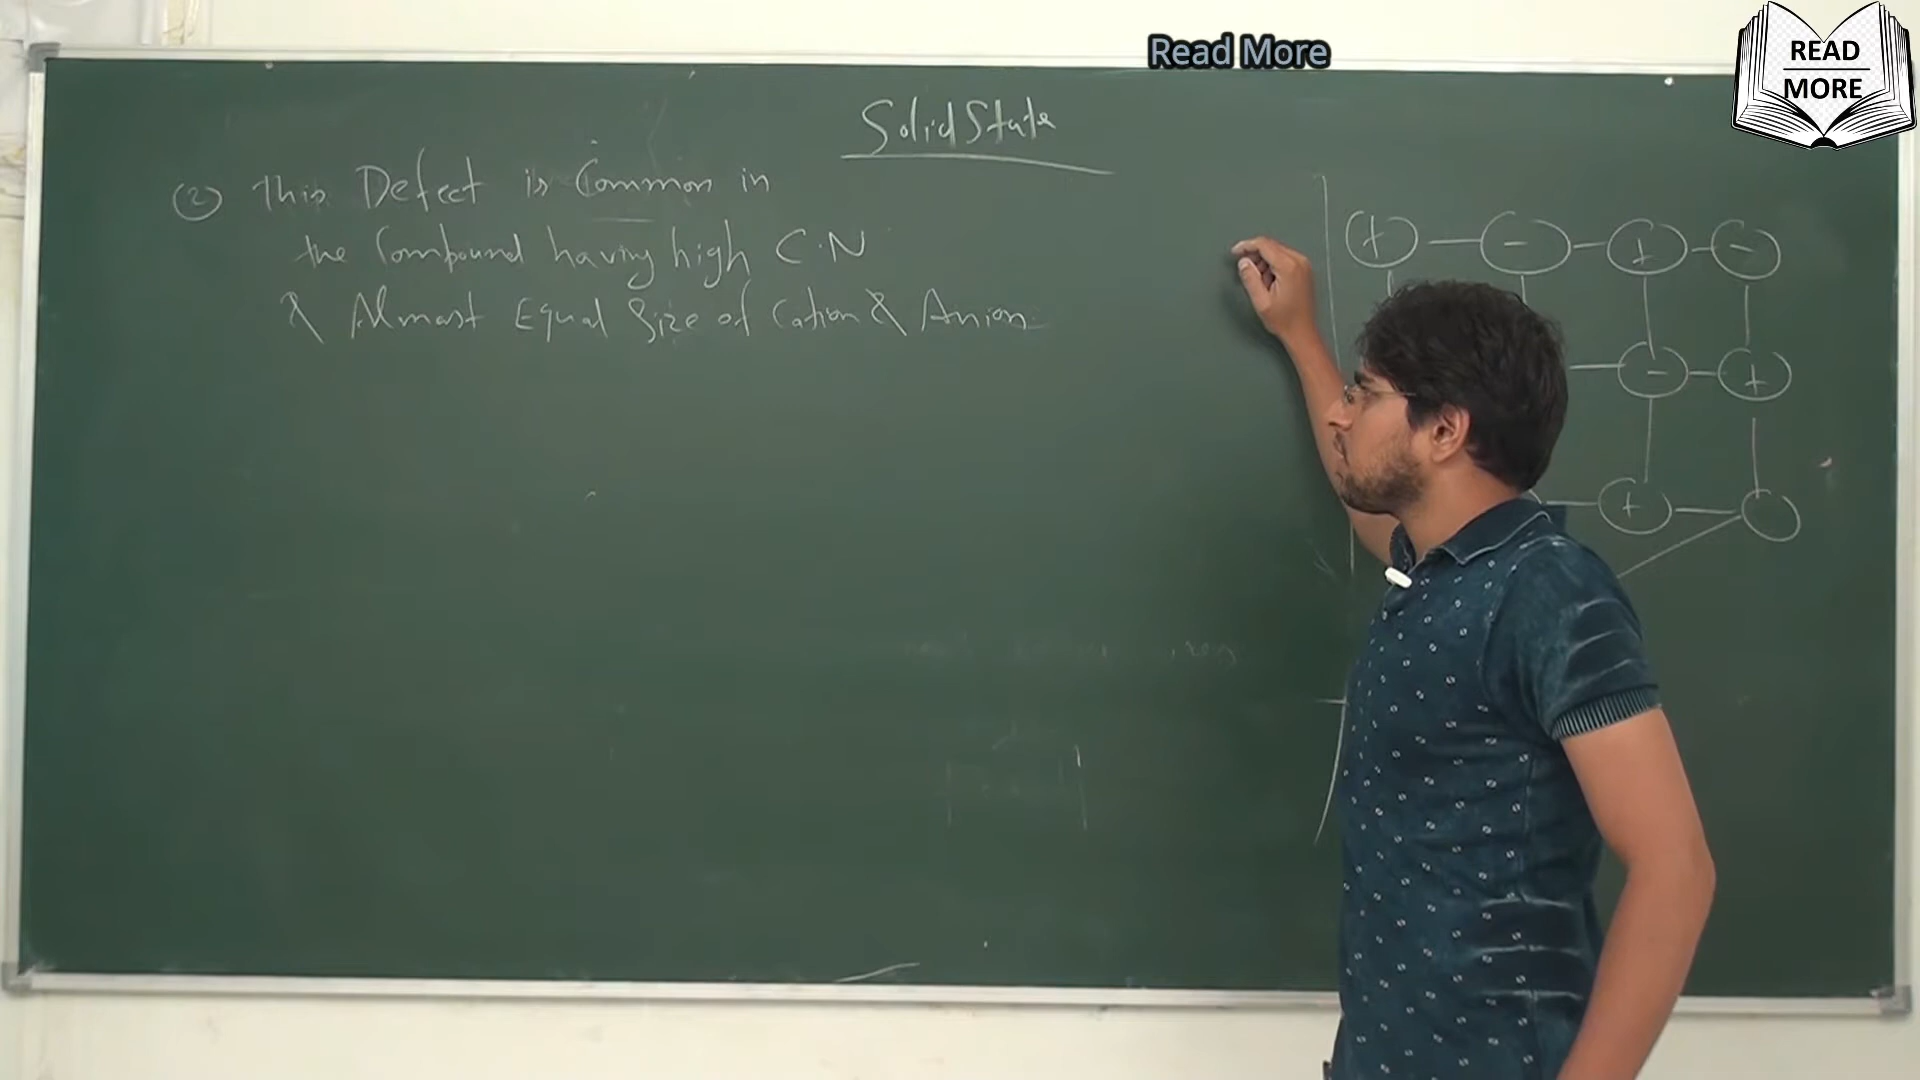 Read More
READ
MORE
Solid State
(2) This Defect is Common in
the Compound having high C.N
& Almost Equal Size of Cation & Anion
+ - + -
- +
+